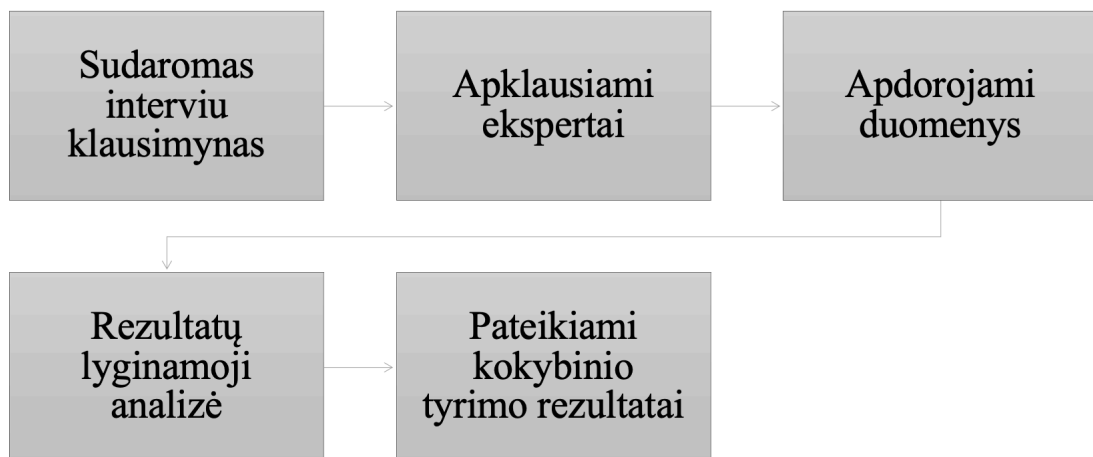 Sudaromas
interviu
klausimynas
Apklausiami
ekspertai
Apdorojami
duomenys
Rezultatų
lyginamoji
analizė
Pateikiami
kokybinio
tyrimo rezultatai